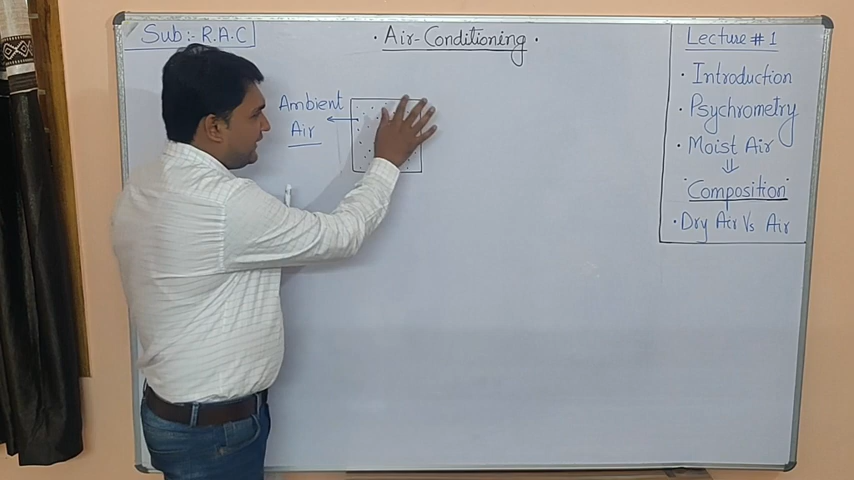 Sub:- R.A.C
• Air-Conditioning •
Ambient
Air
Lecture # 1
• Introduction
• Psychrometry
• Moist Air
⇓
"Composition"
• Dry Air Vs Air